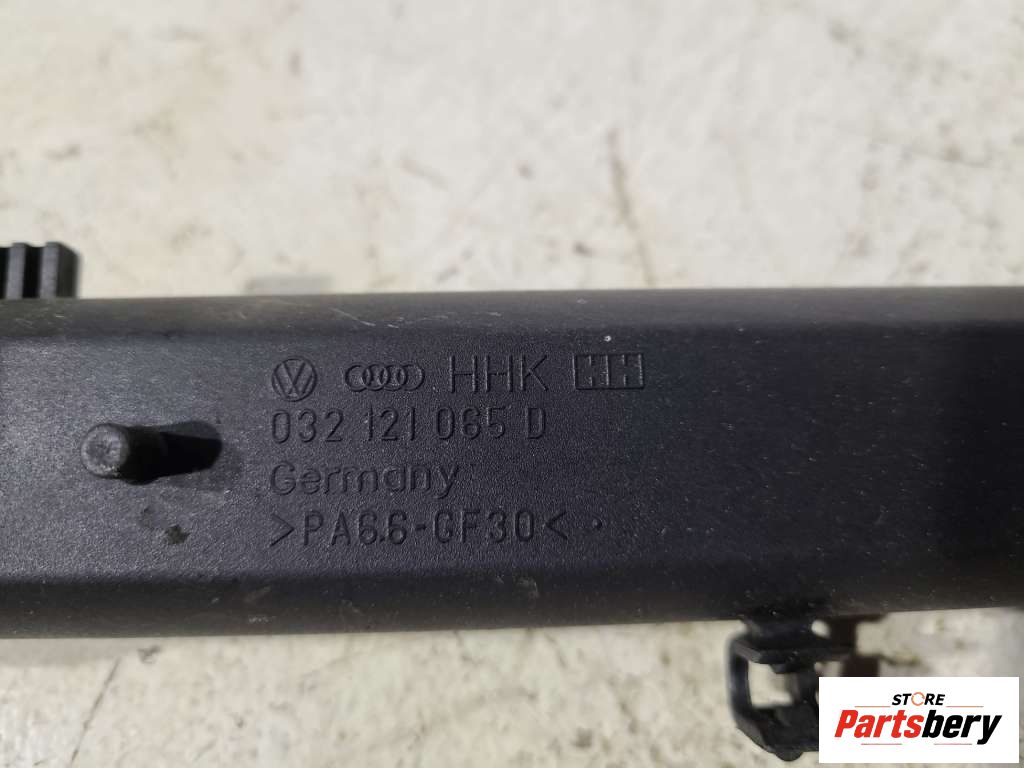 HHK
032 121 065 D
Germany
>PA6.6-GF30<
STORE
Partsbery